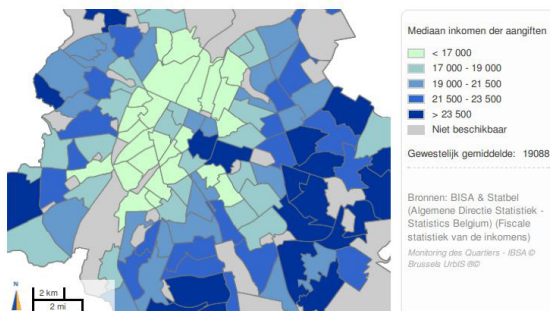 Mediaan inkomen der aangiften
< 17 000
17 000 - 19 000
19 000 - 21 500
21 500 - 23 500
> 23 500
Niet beschikbaar
Gewestelijk gemiddelde: 19088
Bronnen: BISA & Statbel
(Algemene Directie Statistiek -
Statistics Belgium) (Fiscale
statistiek van de inkomens)
Monitoring des Quartiers - IBSA ©
Brussels UrbIS ®©
N
2 km
2 mi